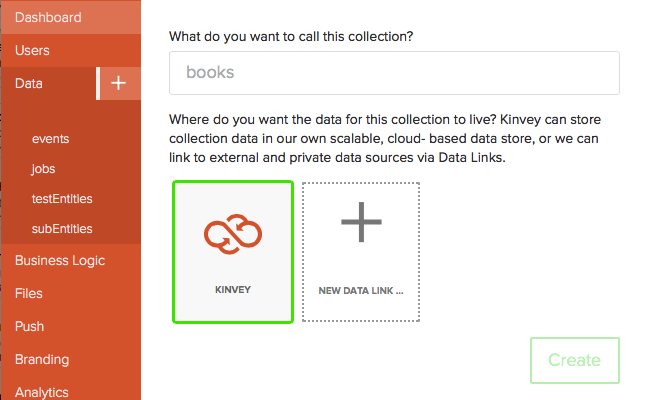 Dashboard
Users
Data
events
jobs
testEntities
subEntities
Business Logic
Files
Push
Branding
Analytics
What do you want to call this collection?
books
Where do you want the data for this collection to live? Kinvey can store
collection data in our own scalable, cloud- based data store, or we can
link to external and private data sources via Data Links.
KINVEY
NEW DATA LINK ...
Create